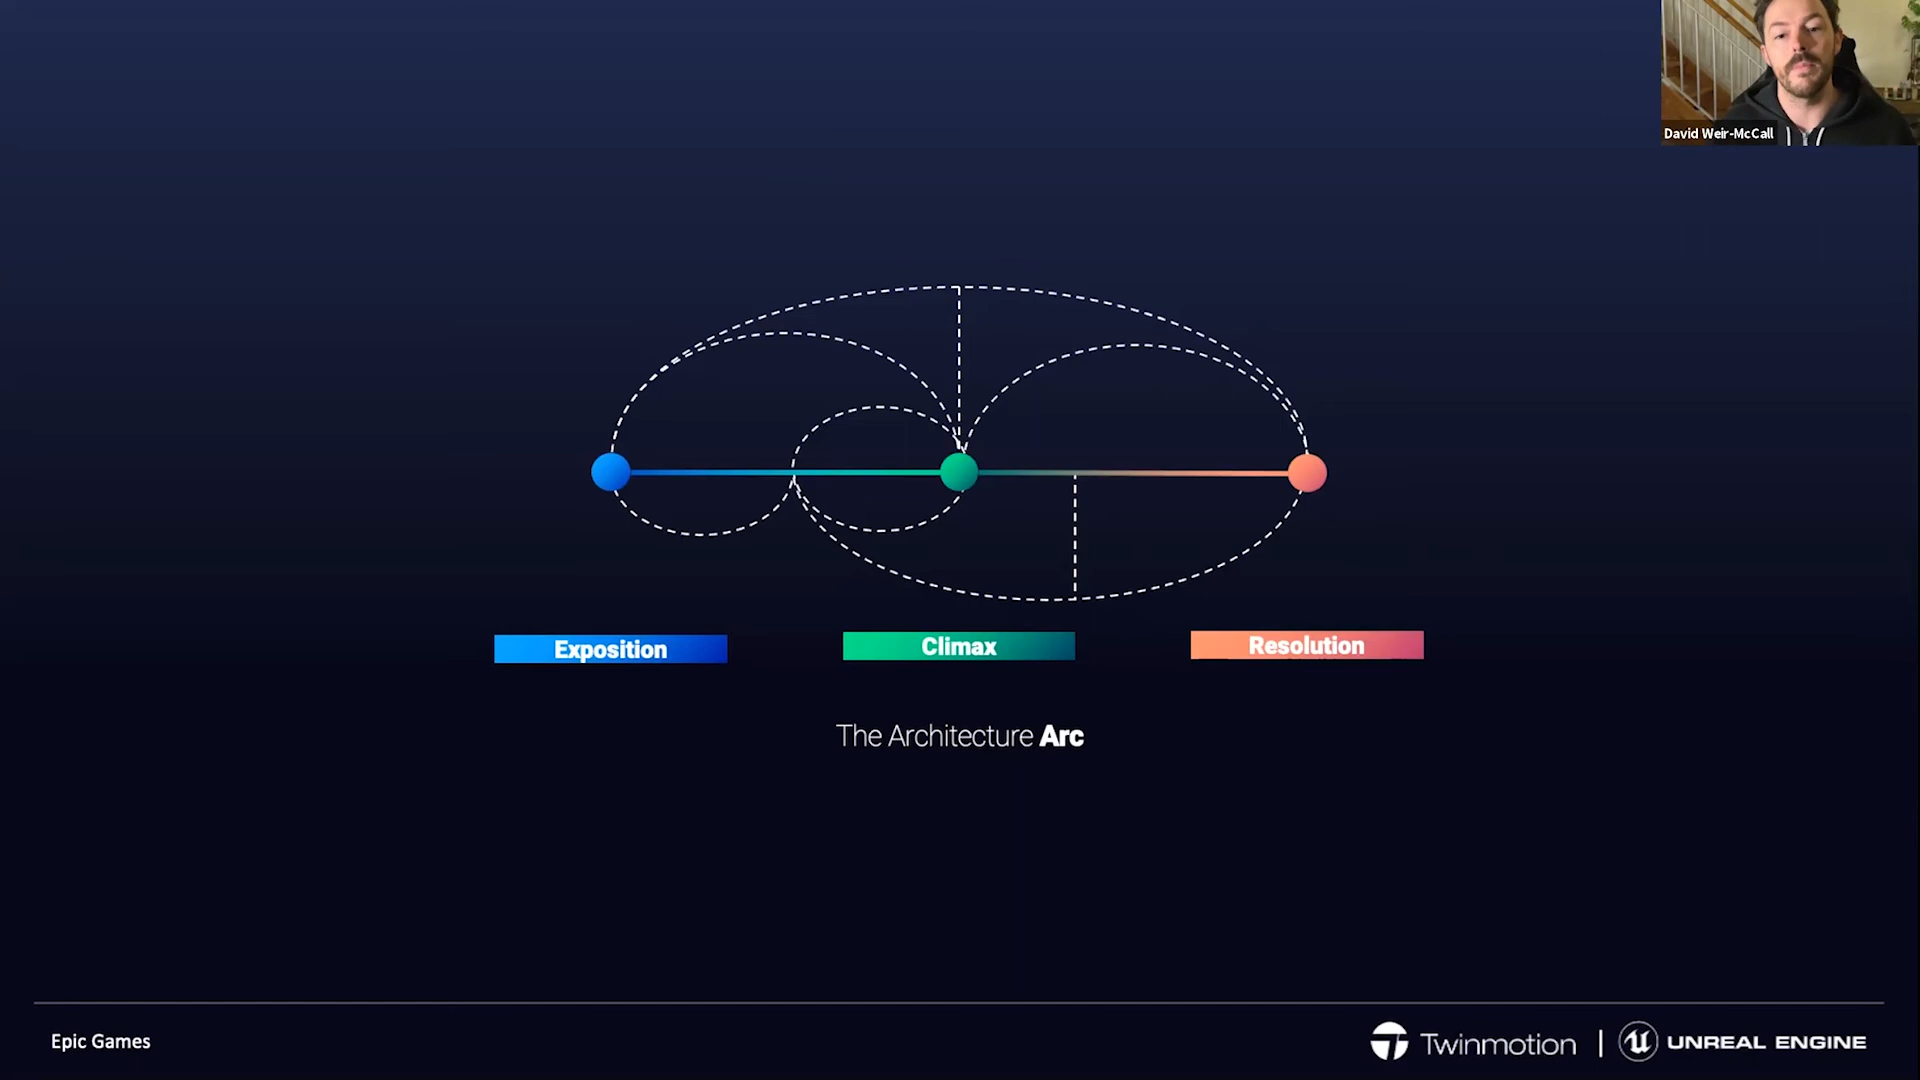 David Weir-McCall
Exposition
Climax
Resolution
The Architecture Arc
Epic Games
Twinmotion | UNREAL ENGINE